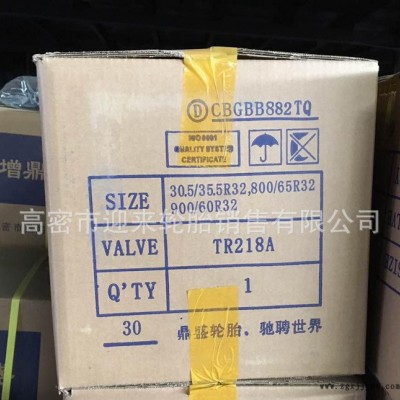 ⒹCBGBB882TQ
ISO9001
QUALITY SYSTEM
CERTIFICATE
SIZE 30.5/35.5R32,800/65R32
900/60R32
高密市迎来轮胎销售有限公司
VALVE TR218A
Q'TY 1
30 鼎盛轮胎、驰骋世界
增鼎